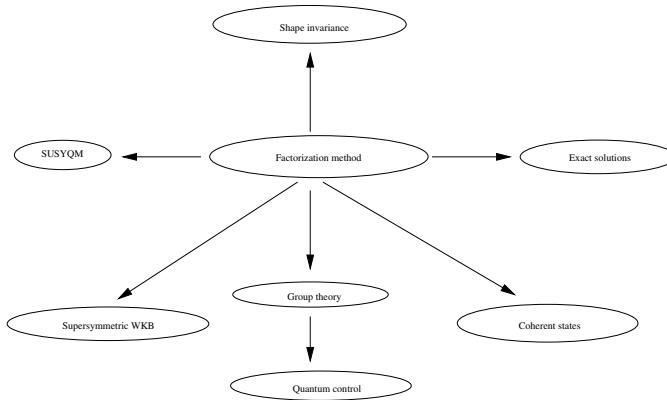 Shape invariance
SUSYQM
Factorization method
Exact solutions
Group theory
Supersymmetric WKB
Coherent states
Quantum control